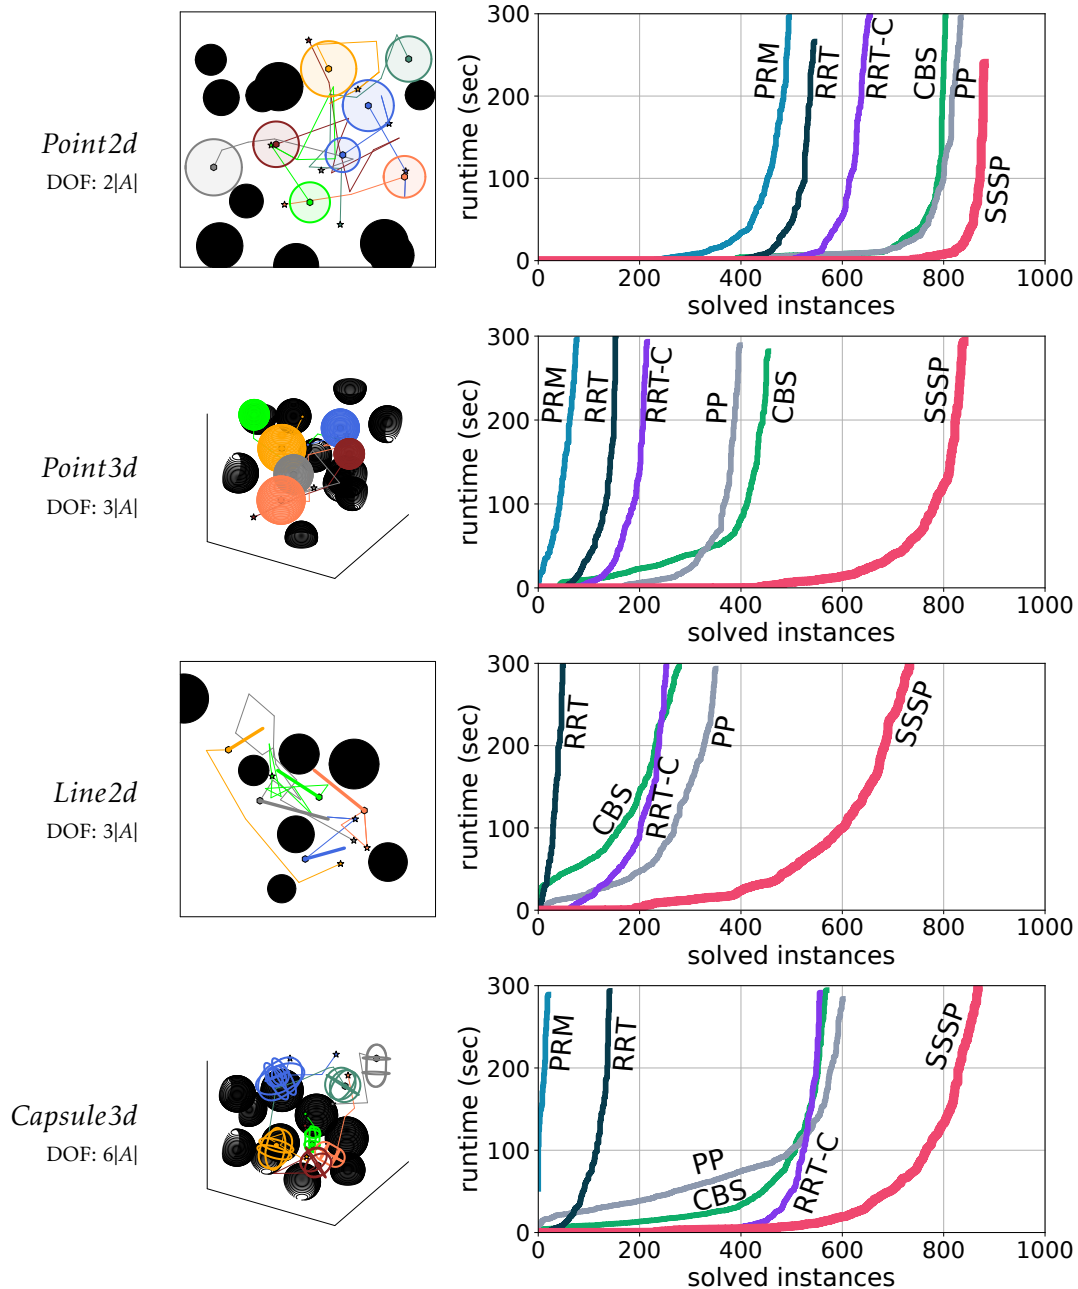 Point2d
DOF: 2|A|
300
200
100
0
runtime (sec)
PRM
RRT
RRT-C
CBS
PP
SSSP
0 200 400 600 800 1000
solved instances
Point3d
DOF: 3|A|
300
200
100
0
runtime (sec)
PRM
RRT
RRT-C
PP
CBS
SSSP
0 200 400 600 800 1000
solved instances
Line2d
DOF: 3|A|
300
200
100
0
runtime (sec)
RRT
CBS
RRT-C
PP
SSSP
0 200 400 600 800 1000
solved instances
Capsule3d
DOF: 6|A|
300
200
100
0
runtime (sec)
PRM
RRT
PP
CBS
RRT-C
SSSP
0 200 400 600 800 1000
solved instances